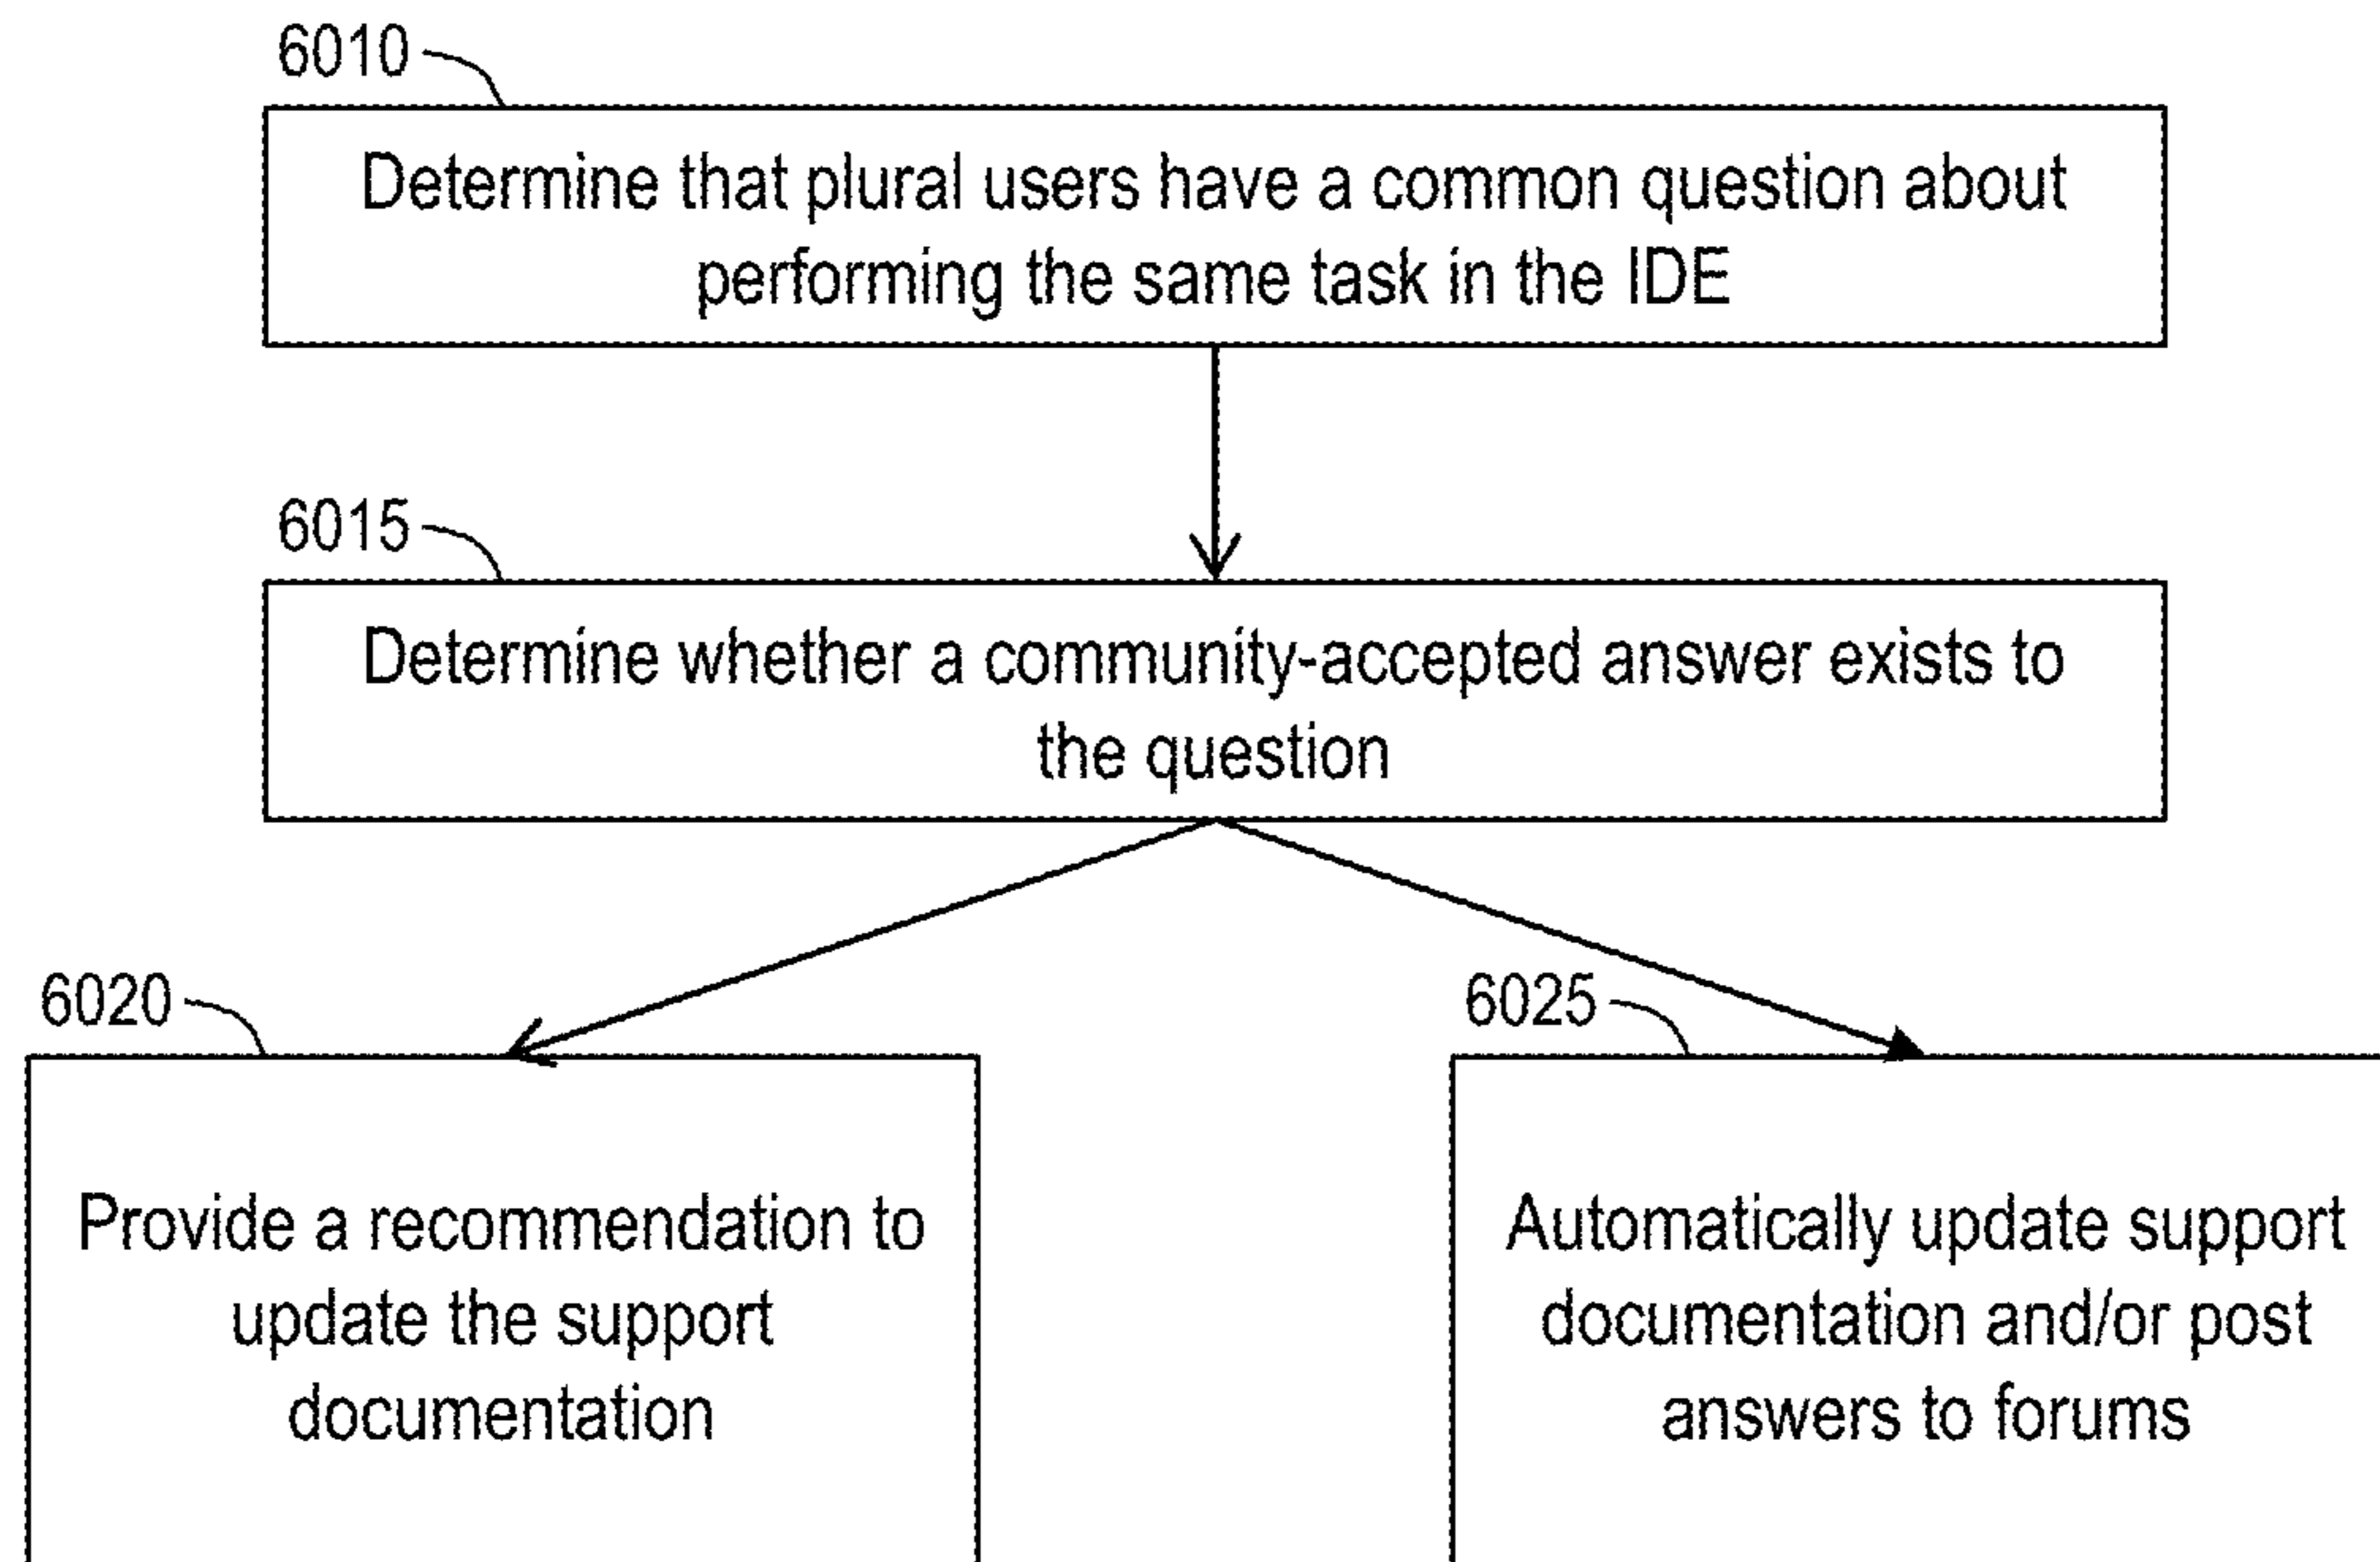 6010
Determine that plural users have a common question about
performing the same task in the IDE
6015
Determine whether a community-accepted answer exists to
the question
6020
Provide a recommendation to
update the support
documentation
6025
Automatically update support
documentation and/or post
answers to forums